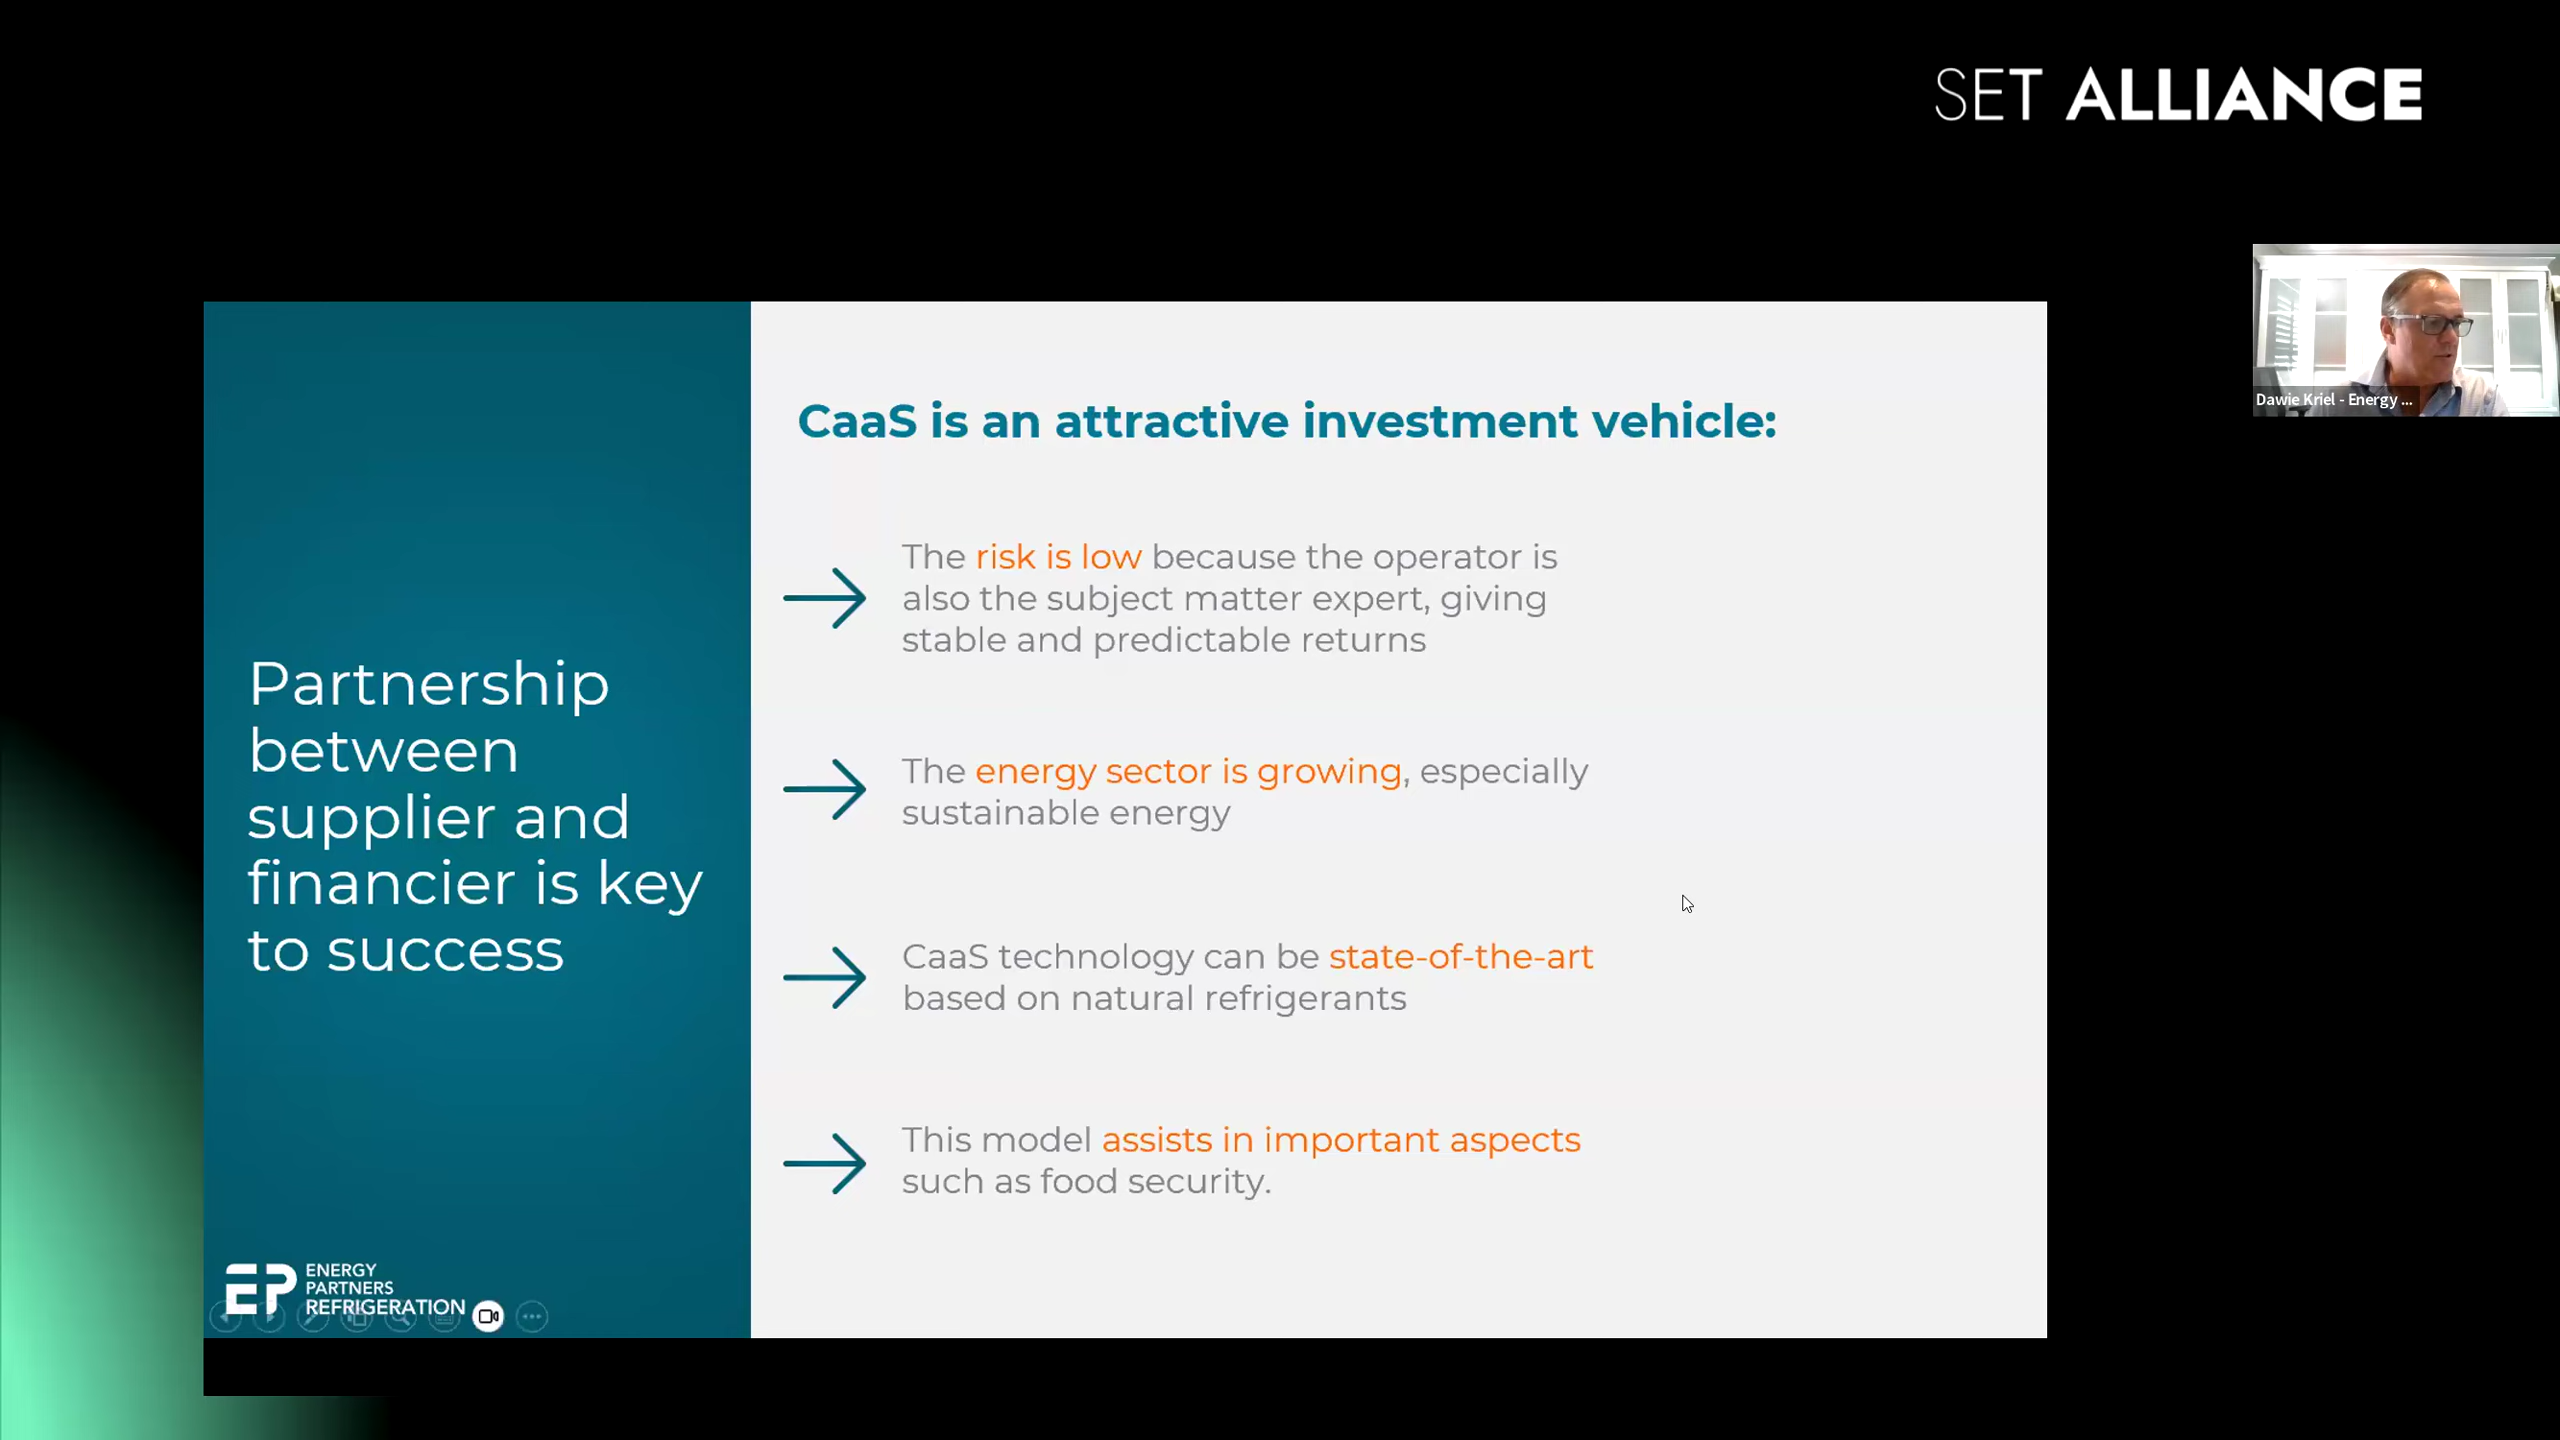 SET ALLIANCE
Dawie Kriel - Energy ...
Partnership
between
supplier and
financier is key
to success
CaaS is an attractive investment vehicle:
The risk is low because the operator is
also the subject matter expert, giving
stable and predictable returns
The energy sector is growing, especially
sustainable energy
CaaS technology can be state-of-the-art
based on natural refrigerants
This model assists in important aspects
such as food security.
EP
ENERGY
PARTNERS
REFRIGERATION